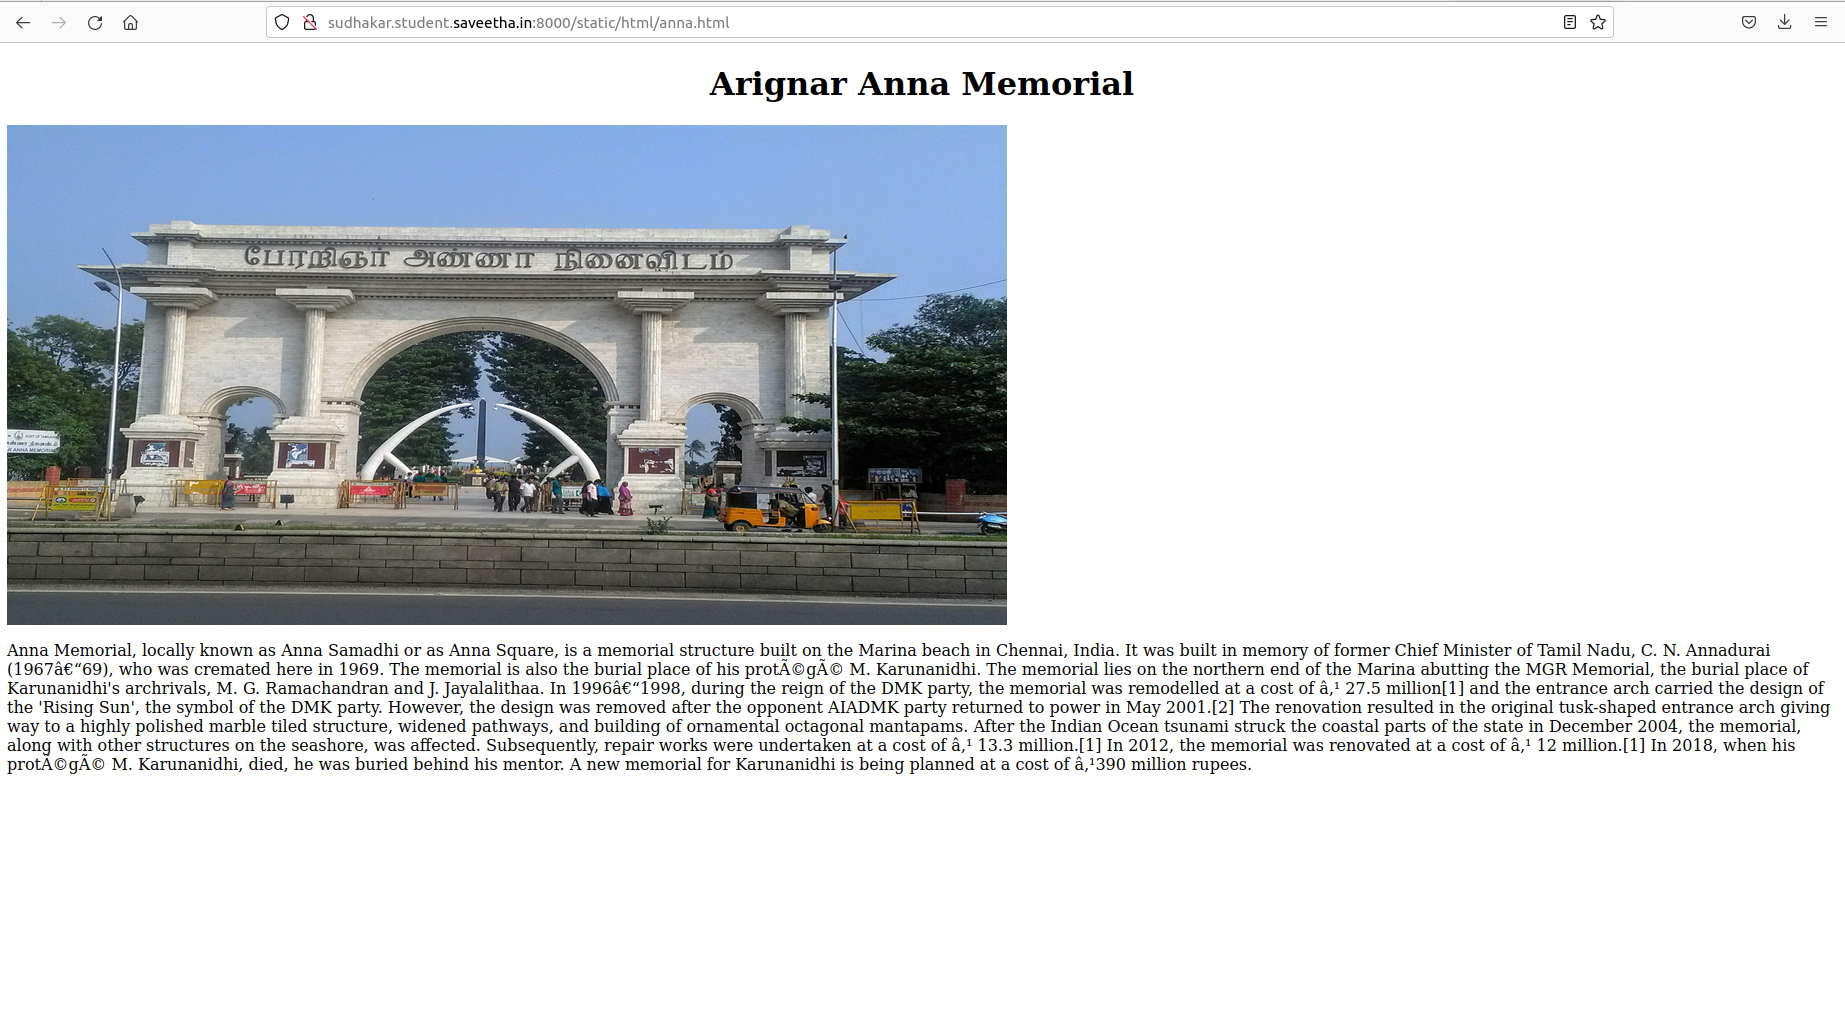 sudhakar.student.saveetha.in:8000/static/html/anna.html
Arignar Anna Memorial
பேரறிஞர் அண்ணா நினைவிடம்
GOVT OF TAMILNADU
ANNA MEMORIAL
Anna Memorial, locally known as Anna Samadhi or as Anna Square, is a memorial structure built on the Marina beach in Chennai, India. It was built in memory of former Chief Minister of Tamil Nadu, C. N. Annadurai
(1967â€“69), who was cremated here in 1969. The memorial is also the burial place of his protÃ©gÃ© M. Karunanidhi. The memorial lies on the northern end of the Marina abutting the MGR Memorial, the burial place of
Karunanidhi's archrivals, M. G. Ramachandran and J. Jayalalithaa. In 1996â€“1998, during the reign of the DMK party, the memorial was remodelled at a cost of â‚¹ 27.5 million[1] and the entrance arch carried the design of
the 'Rising Sun', the symbol of the DMK party. However, the design was removed after the opponent AIADMK party returned to power in May 2001.[2] The renovation resulted in the original tusk-shaped entrance arch giving
way to a highly polished marble tiled structure, widened pathways, and building of ornamental octagonal mantapams. After the Indian Ocean tsunami struck the coastal parts of the state in December 2004, the memorial,
along with other structures on the seashore, was affected. Subsequently, repair works were undertaken at a cost of â‚¹ 13.3 million.[1] In 2012, the memorial was renovated at a cost of â‚¹ 12 million.[1] In 2018, when his
protÃ©gÃ© M. Karunanidhi, died, he was buried behind his mentor. A new memorial for Karunanidhi is being planned at a cost of â‚¹390 million rupees.